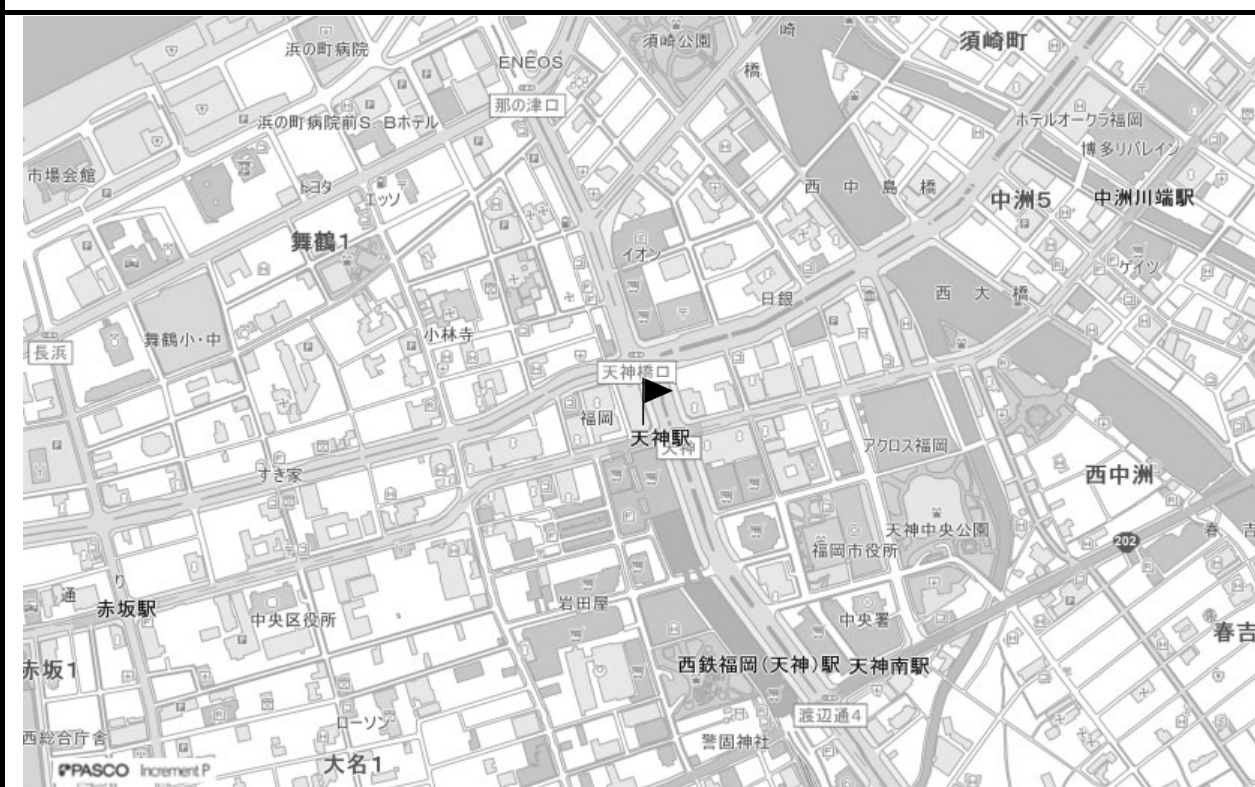 須崎公園
崎
橋
須崎町
浜の町病院
ENEOS
那の津口
浜の町病院前S.
Bホテル
ホテルオークラ福岡
博多リバレイン
市場会館
トヨタ
エッソ
西中島橋
中洲5
中洲川端駅
舞鶴1
イオン
ゲイツ
日銀
西大橋
小林寺
舞鶴小・中
長浜
天神橋口
福岡
天神駅
天神
アクロス福岡
すき家
西中洲
天神中央公園
福岡市役所
202
春吉
通り
岩田屋
赤坂駅
中央区役所
中央署
春吉
赤坂1
西鉄福岡(天神)駅
天神南駅
ローソン
渡辺通4
西総合庁舎
警固神社
大名1
PASCO Increment P